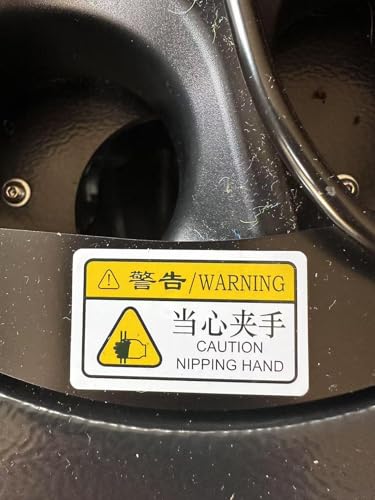 警告/WARNING
当心夹手
CAUTION
NIPPING HAND